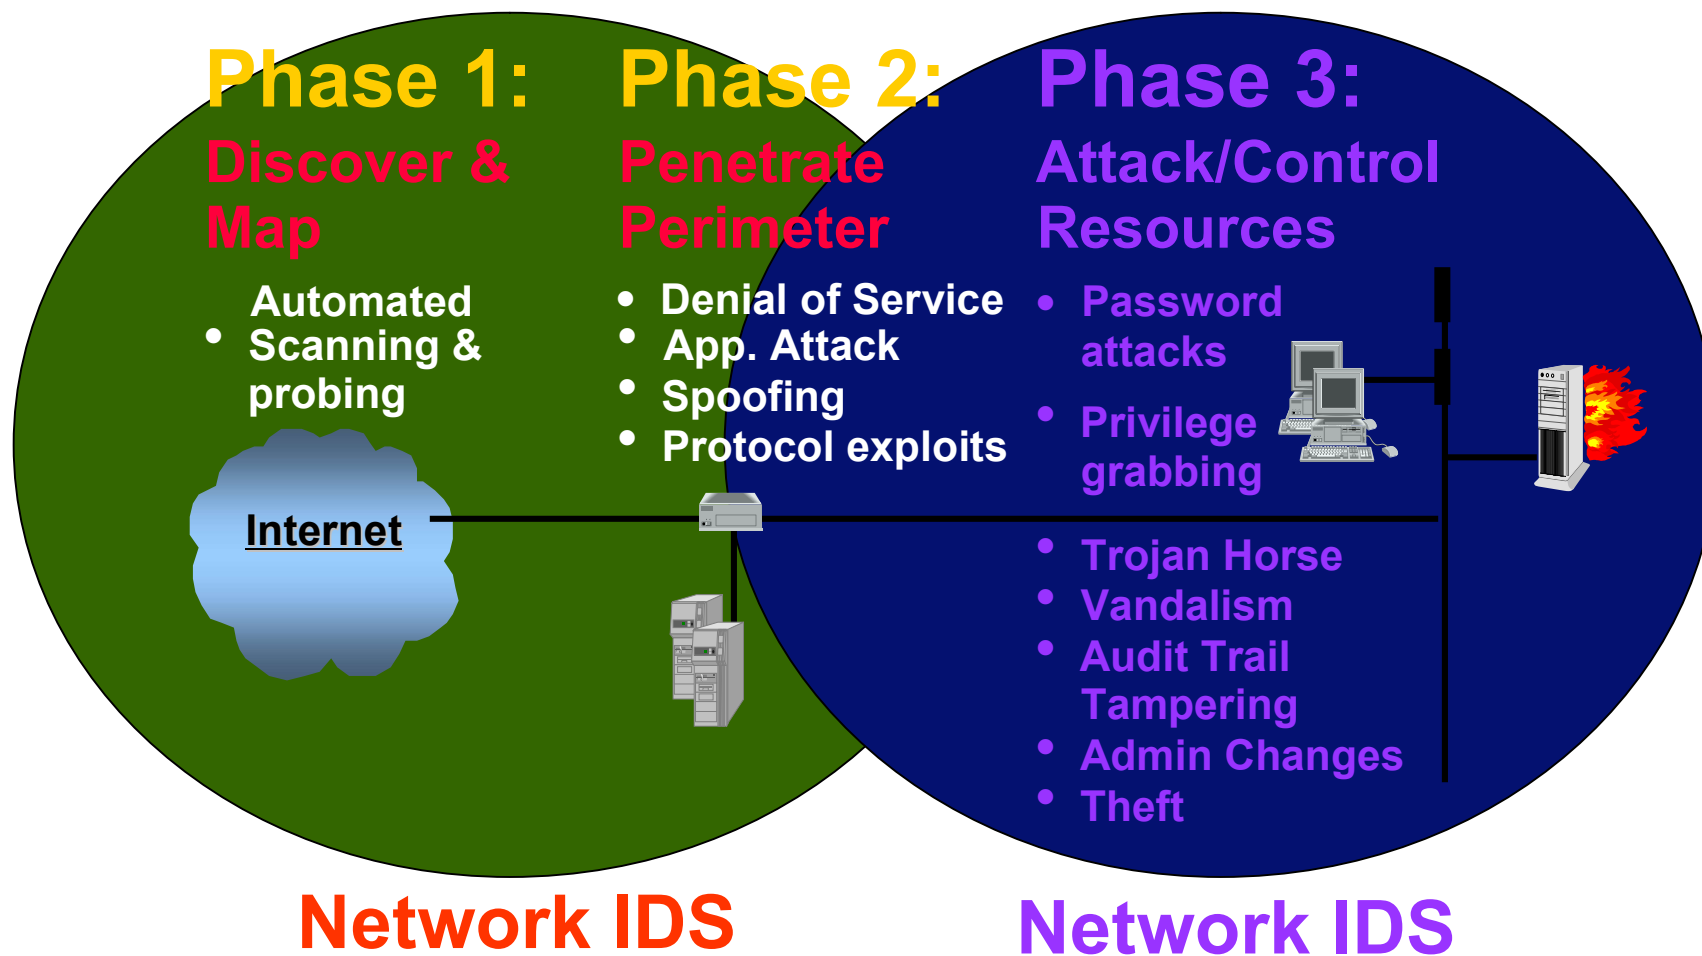 Phase 1:
Discover &
Map
Automated
• Scanning &
probing
Internet
Phase 2:
Penetrate
Perimeter
• Denial of Service
• App. Attack
• Spoofing
• Protocol exploits
Phase 3:
Attack/Control
Resources
• Password
attacks
• Privilege
grabbing
• Trojan Horse
• Vandalism
• Audit Trail
Tampering
• Admin Changes
• Theft
Network IDS
Network IDS